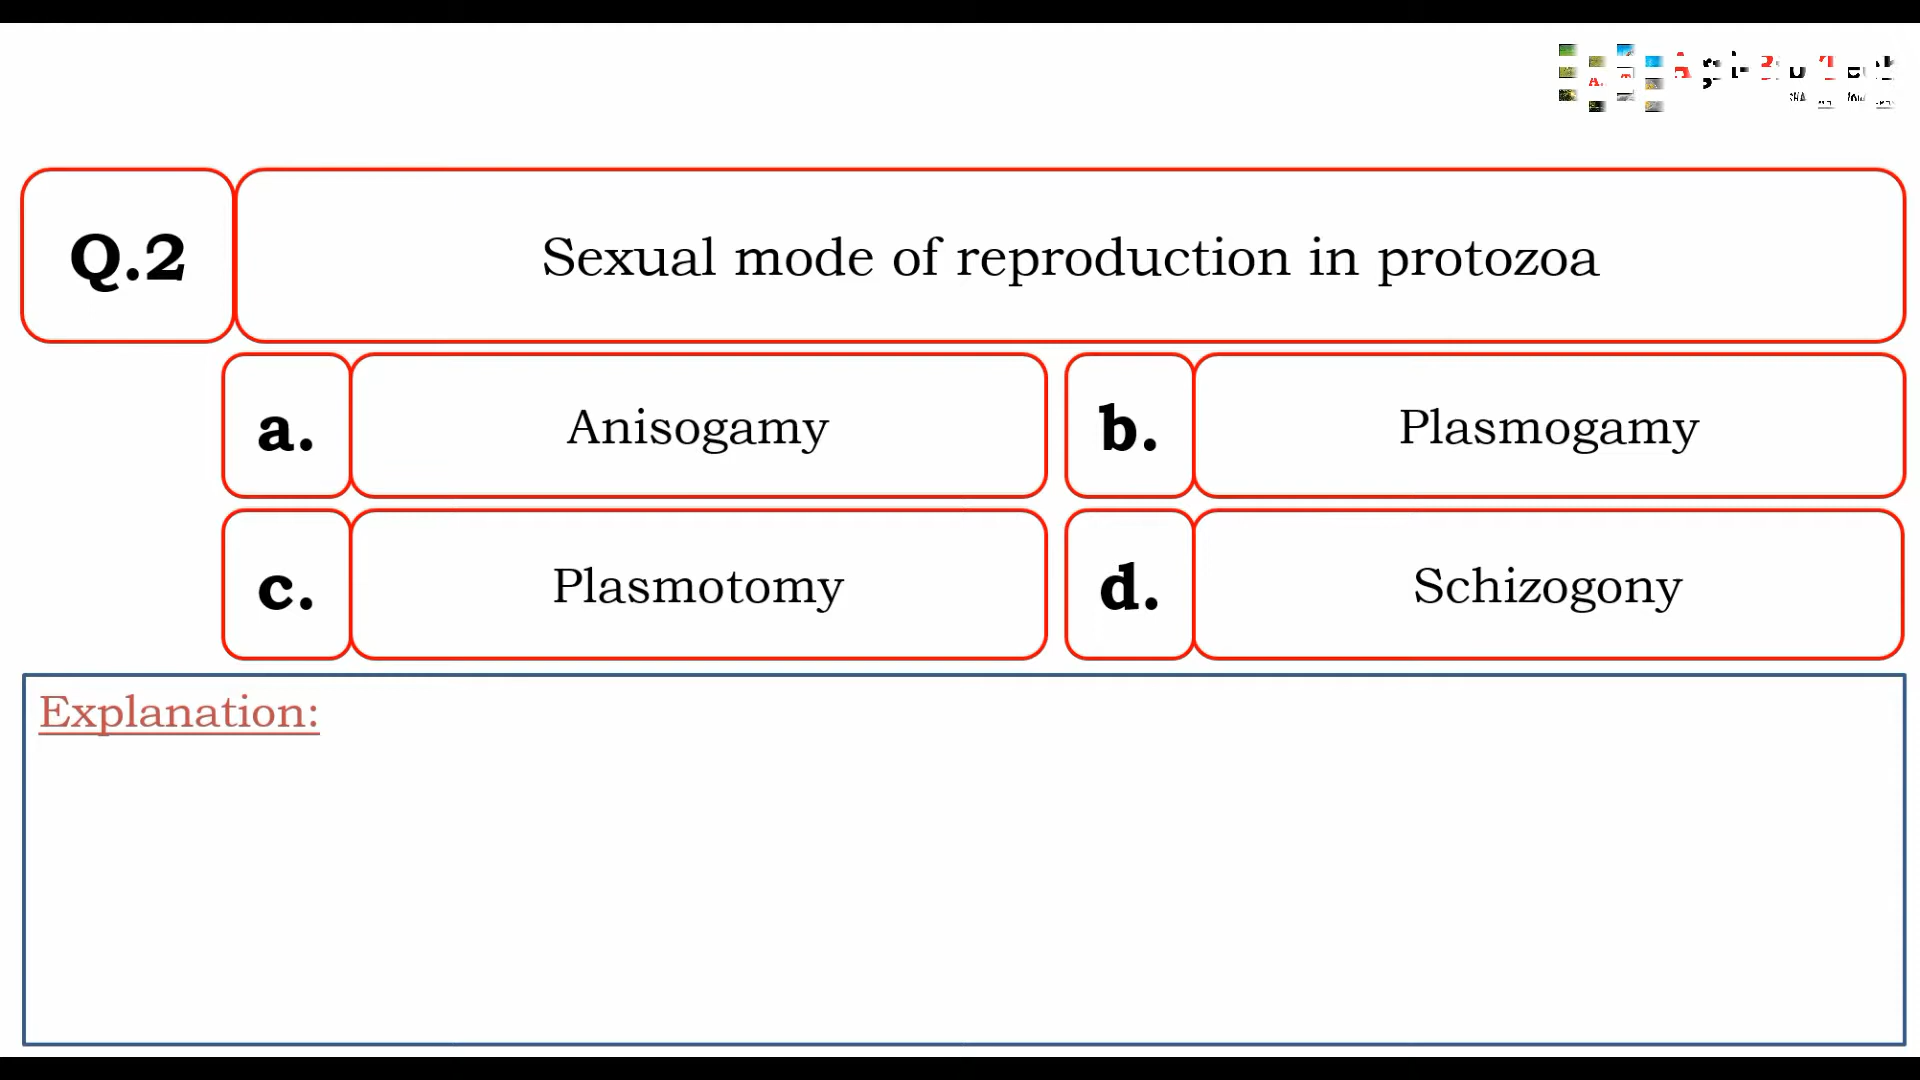 Q.2
Sexual mode of reproduction in protozoa
a.
Anisogamy
b.
Plasmogamy
c.
Plasmotomy
d.
Schizogony
Explanation: